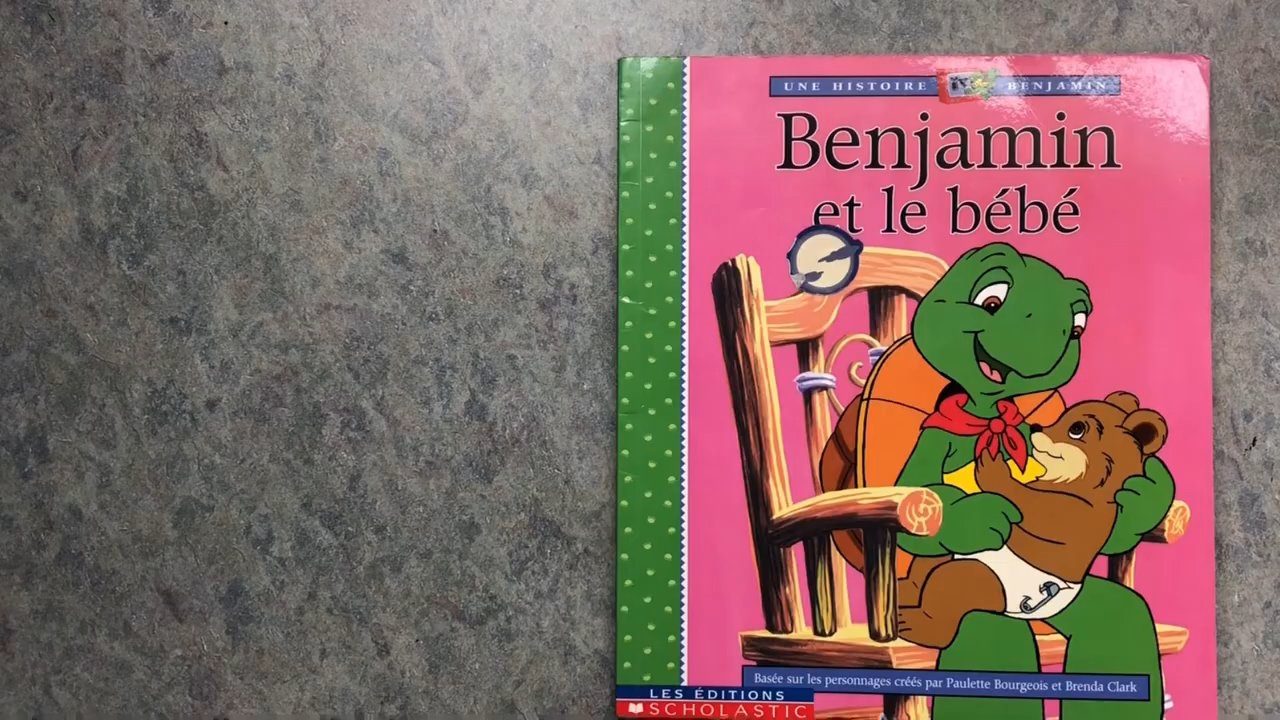 UNE HISTOIRE BENJAMIN
Benjamin
et le bébé
Basée sur les personnages créés par Paulette Bourgeois et Brenda Clark
LES ÉDITIONS
SCHOLASTIC